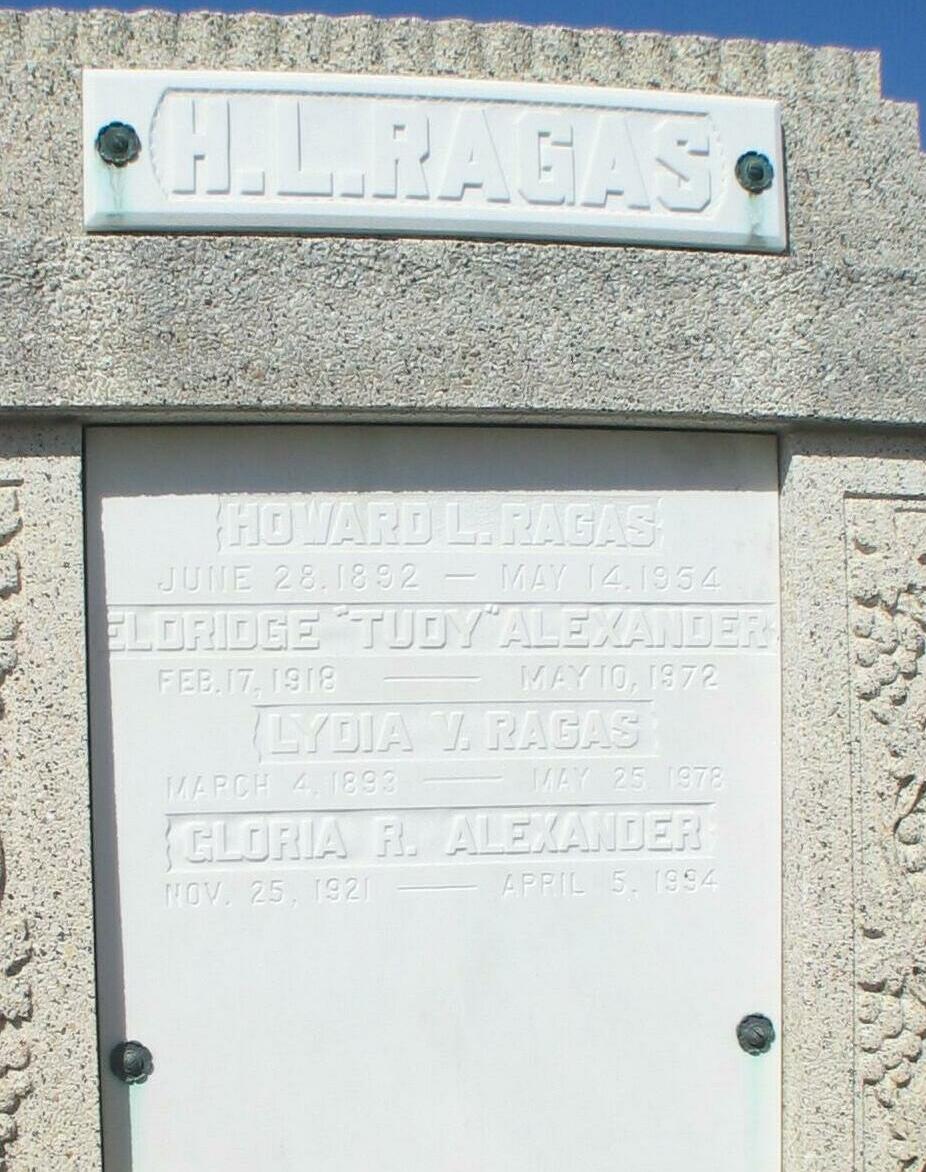 H.L.RAGAS
HOWARD L. RAGAS
JUNE 28.1892 — MAY 14.1954
ELDRIDGE "TUDY" ALEXANDER
FEB. 17, 1918 — MAY 10, 1972
LYDIA V. RAGAS
MARCH 4, 1893 — MAY 25, 1978
GLORIA R. ALEXANDER
NOV. 25, 1921 — APRIL 5, 1994